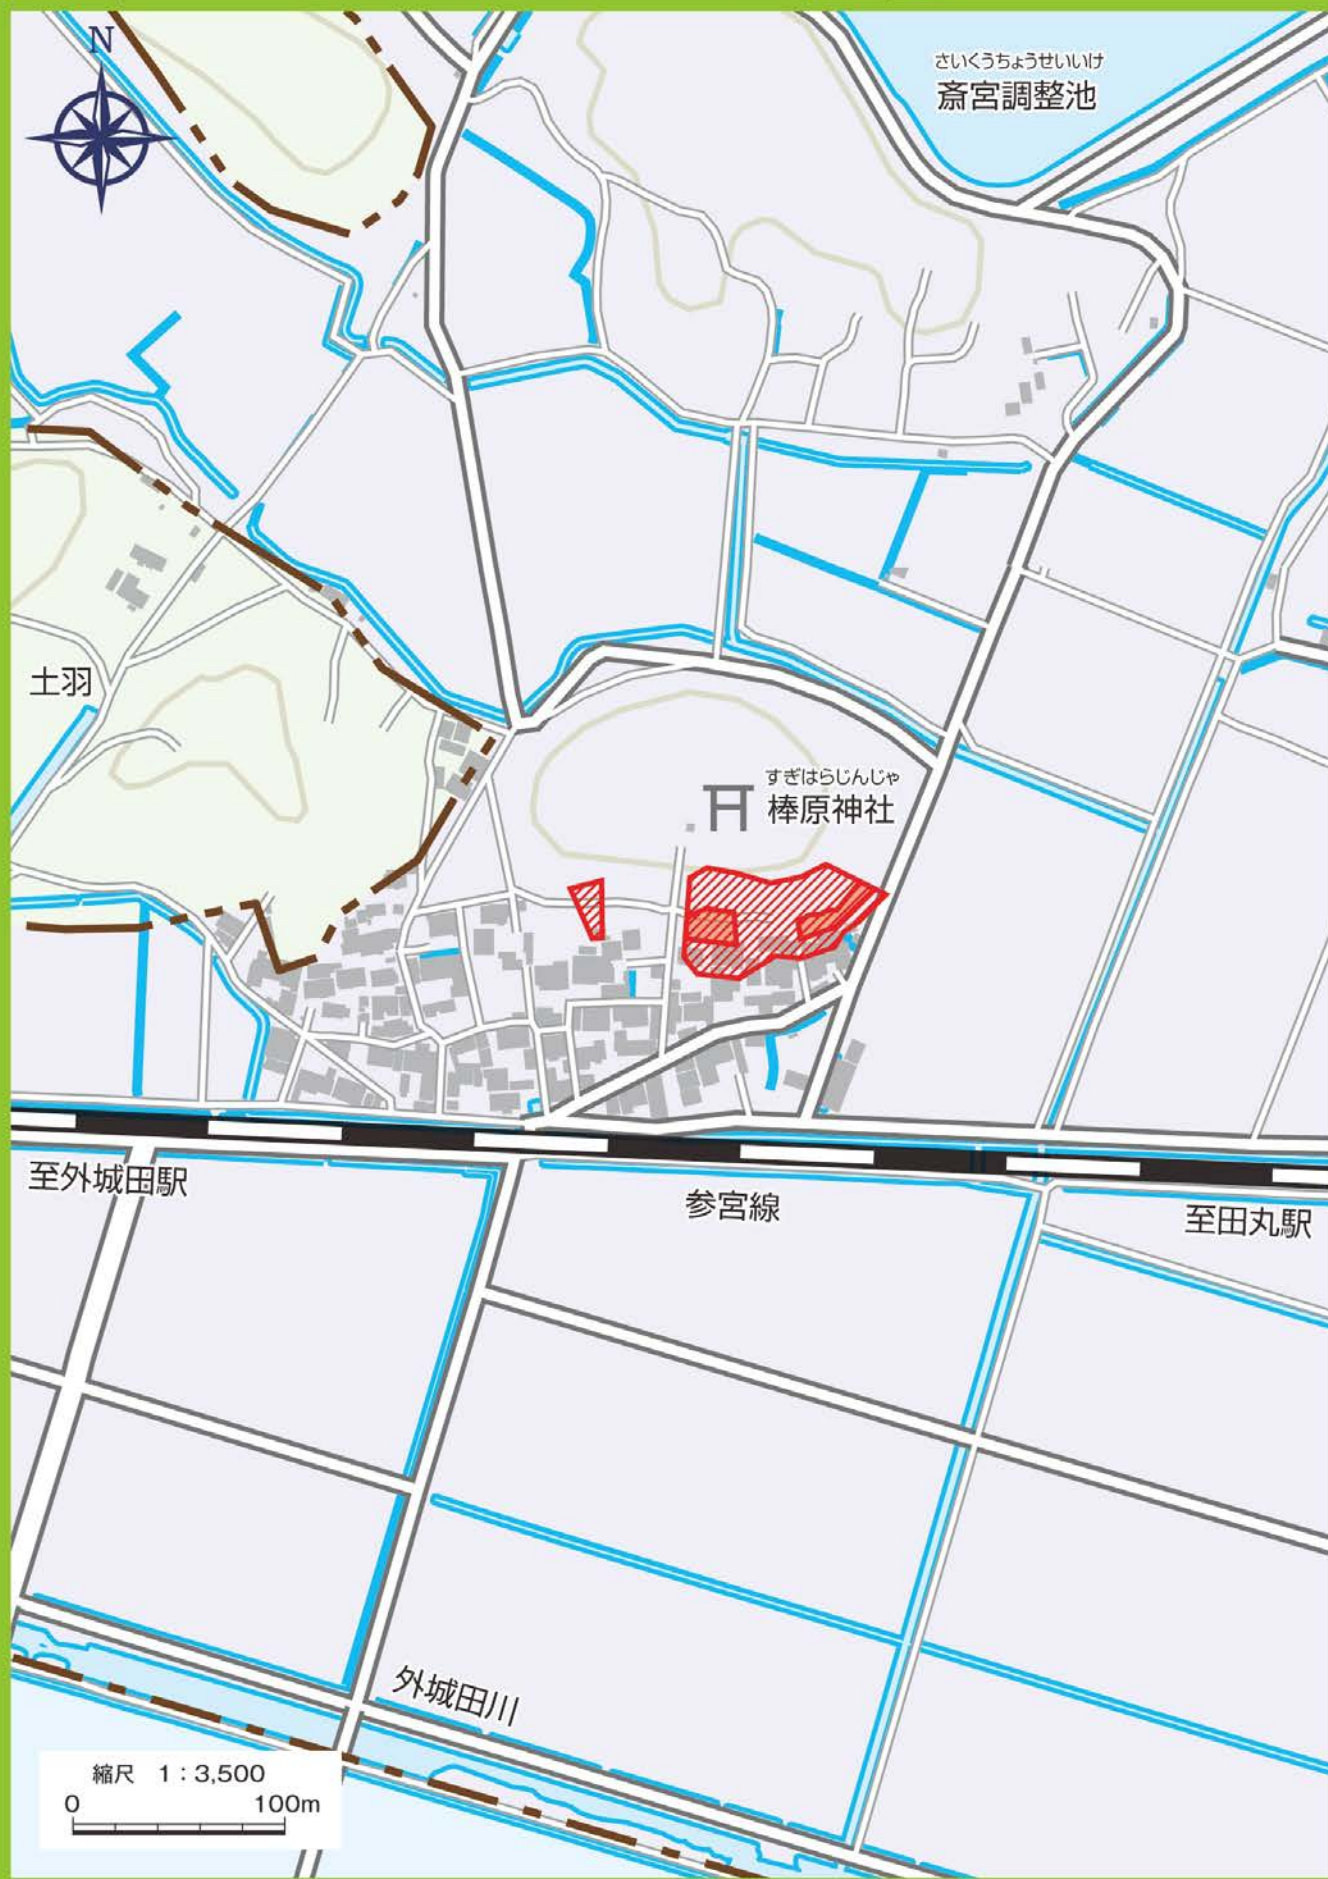 N
さいくうちょうせいいけ
斎宮調整池
土羽
すぎはらじんじゃ
棒原神社
至外城田駅
参宮線
至田丸駅
外城田川
縮尺 1：3,500
0 100m